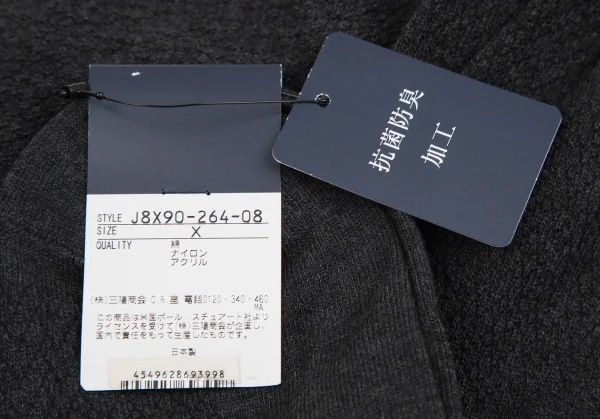 STYLE J8X90-264-08
SIZE X
QUALITY 綿
ナイロン
アクリル
(株)三陽商会 C.R.室 電話0120・340・460
MA
この商品は米国ポール・スチュアート社より
ライセンスを受けて(株)三陽商会が企画し、
国内で責任をもって生産したものです。
日本製
4549628693998
抗菌防臭
加工